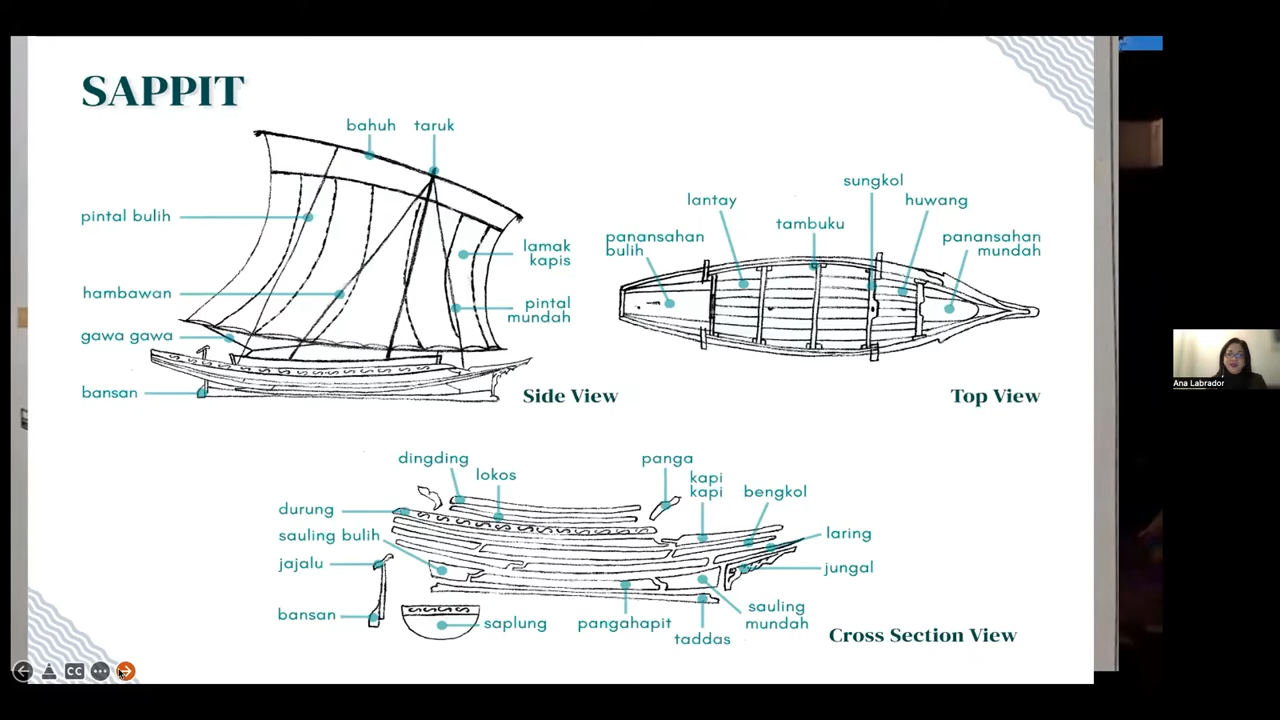 SAPPIT
bahuh
taruk
pintal bulih
lamak
kapis
hambawan
pintal
mundah
gawa gawa
bansan
Side View
sungkol
lantay
huwang
tambuku
panansahan
bulih
panansahan
mundah
Top View
dingding
lokos
panga
kapi
kapi
bengkol
durung
sauling bulih
laring
jajalu
jungal
bansan
saplung
pangahapit
taddas
sauling
mundah
Cross Section View
CC
Ana Labrador